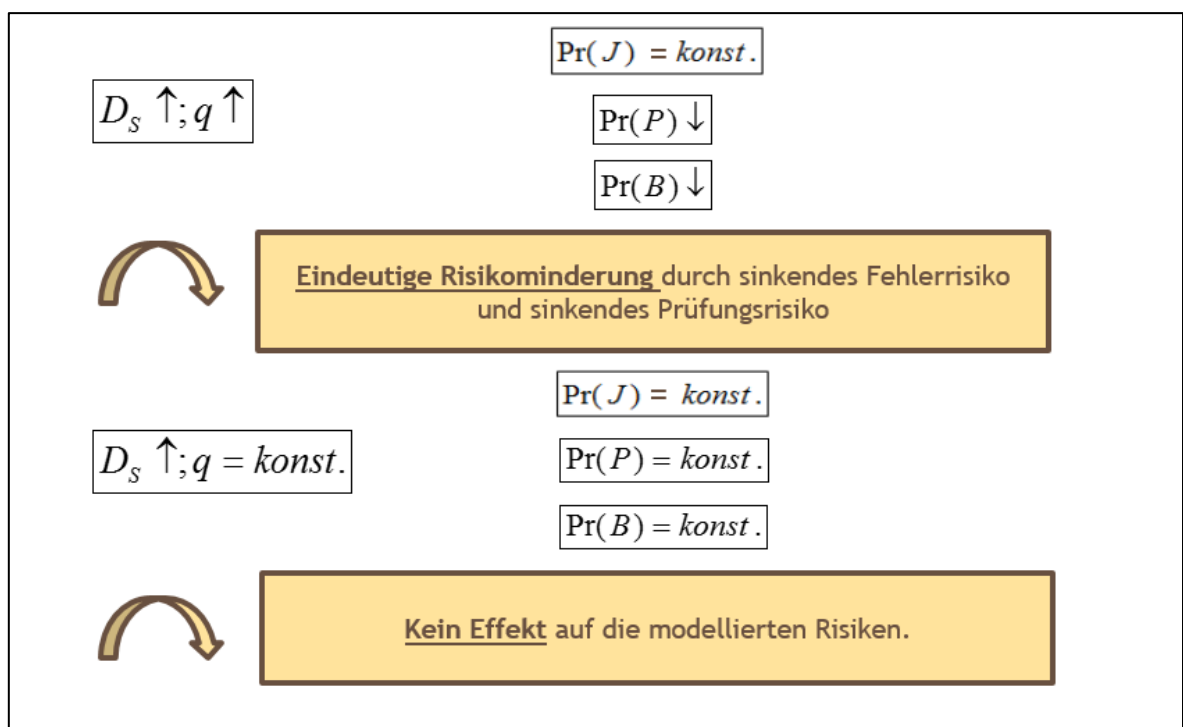 Pr(J) = konst.
D_S ↑; q ↑
Pr(P) ↓
Pr(B) ↓
Eindeutige Risikominderung durch sinkendes Fehlerrisiko
und sinkendes Prüfungsrisiko
Pr(J) = konst.
D_S ↑; q = konst.
Pr(P) = konst.
Pr(B) = konst.
Kein Effekt auf die modellierten Risiken.